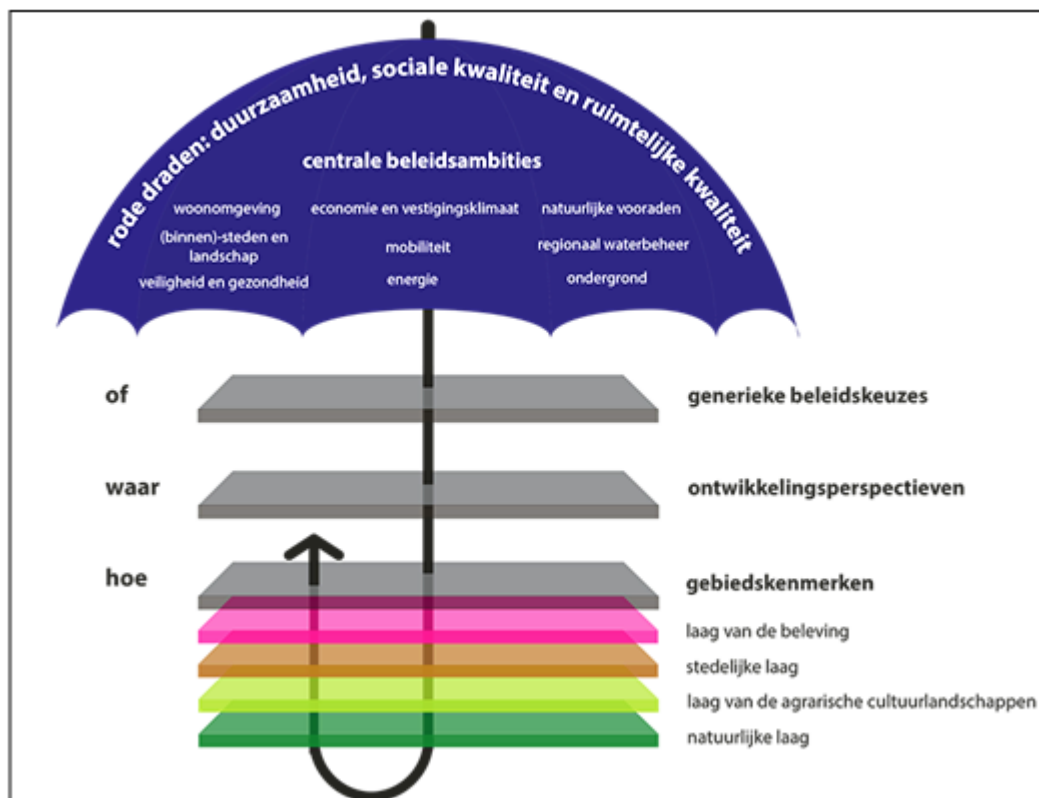 rode draden: duurzaamheid, sociale kwaliteit en ruimtelijke kwaliteit
centrale beleidsambities
woonomgeving
economie en vestigingsklimaat
natuurlijke vooraden
(binnen)-steden en
landschap
mobiliteit
regionaal waterbeheer
veiligheid en gezondheid
energie
ondergrond
of
generieke beleidskeuzes
waar
ontwikkelingsperspectieven
hoe
gebiedskenmerken
laag van de beleving
stedelijke laag
laag van de agrarische cultuurlandschappen
natuurlijke laag